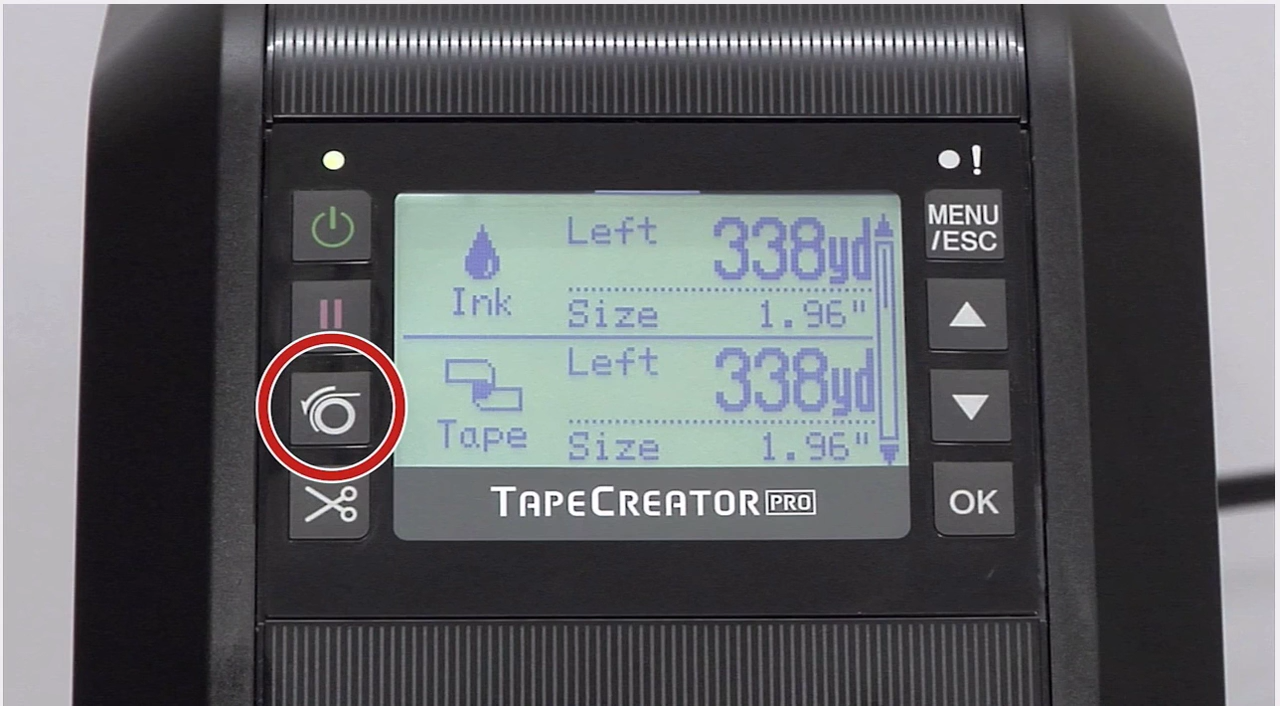 !
MENU
/ESC
Left 338yd
Ink
Size 1.96"
Left 338yd
Tape
Size 1.96"
TAPECREATOR PRO
OK